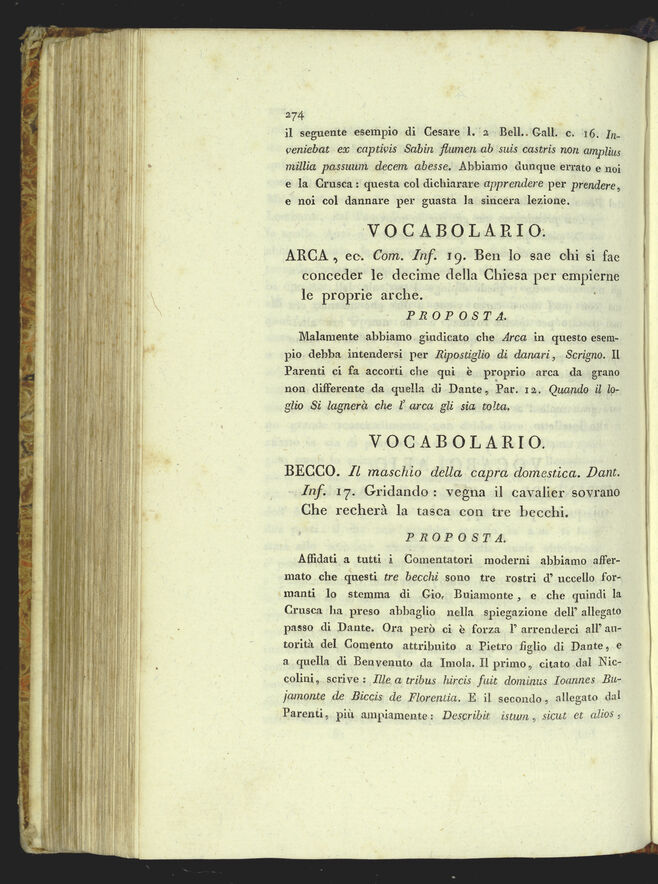 274
il seguente esempio di Cesare l. 2 Bell.. Gall. c. 16. In-
veniebat ex captivis Sabin flumen ab suis castris non amplius
millia passuum decem abesse. Abbiamo dunque errato e noi
e la Crusca : questa col dichiarare apprendere per prendere,
e noi col dannare per guasta la sincera lezione.
VOCABOLARIO.
ARCA, ec. Com. Inf. 19. Ben lo sae chi si fae
conceder le decime della Chiesa per empierne
le proprie arche.
PROPOSTA.
Malamente abbiamo giudicato che Arca in questo esem-
pio debba intendersi per Ripostiglio di danari, Scrigno. Il
Parenti ci fa accorti che qui è proprio arca da grano
non differente da quella di Dante, Par. 12. Quando il lo-
glio Si lagnerà che l' arca gli sia tolta.
VOCABOLARIO.
BECCO. Il maschio della capra domestica. Dant.
Inf. 17. Gridando : vegna il cavalier sovrano
Che recherà la tasca con tre becchi.
PROPOSTA.
Affidati a tutti i Comentatori moderni abbiamo affer-
mato che questi tre becchi sono tre rostri d' uccello for-
manti lo stemma di Gio. Buiamonte, e che quindi la
Crusca ha preso abbaglio nella spiegazione dell' allegato
passo di Dante. Ora però ci è forza l' arrenderci all' au-
torità del Comento attribuito a Pietro figlio di Dante, e
a quella di Benvenuto da Imola. Il primo, citato dal Nic-
colini, scrive : Ille a tribus hircis fuit dominus Ioannes Bu-
jamonte de Biccis de Florentia. E il secondo, allegato dal
Parenti, più ampiamente : Describit istum, sicut et alios,